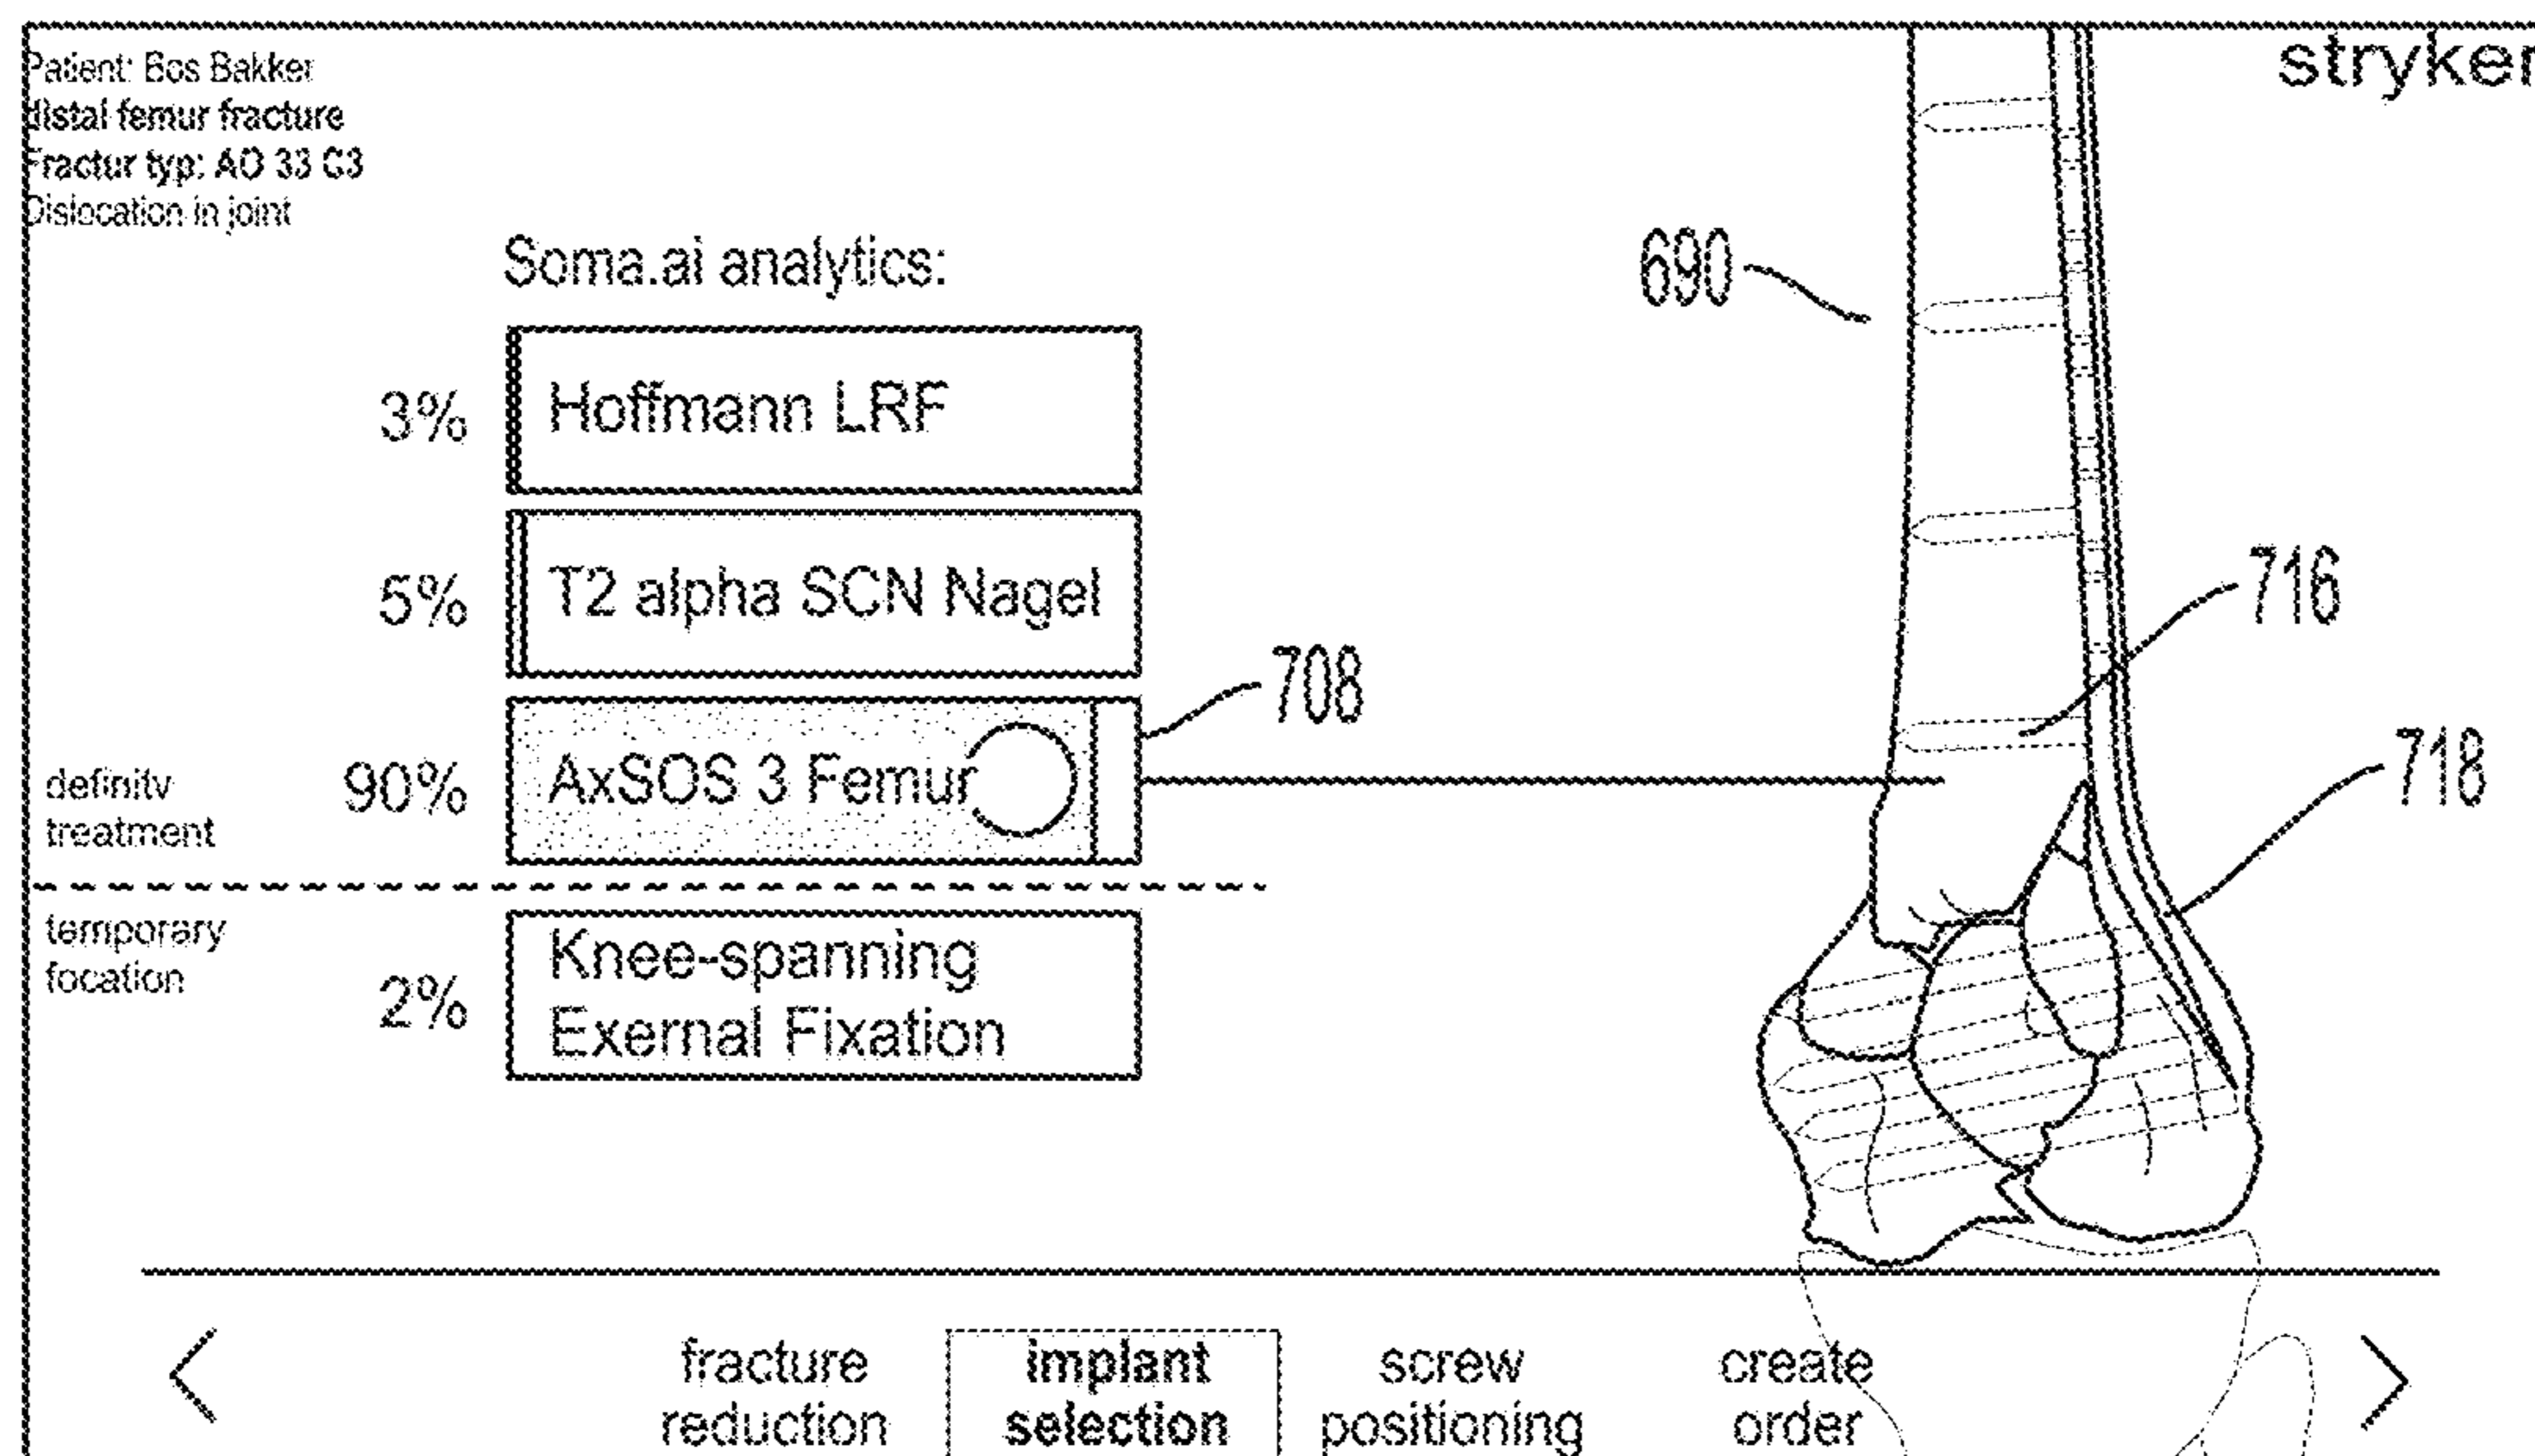 Patient: Bos Bakker
distal femur fracture
Fractur typ: AO 33 C3
Dislocation in joint
stryker
Soma.ai analytics:
690
3%
Hoffmann LRF
5%
T2 alpha SCN Nagel
716
708
718
definitv
treatment
90%
AxSOS 3 Femur
temporary
focation
2%
Knee-spanning
Exernal Fixation
fracture
reduction
implant
selection
screw
positioning
create
order